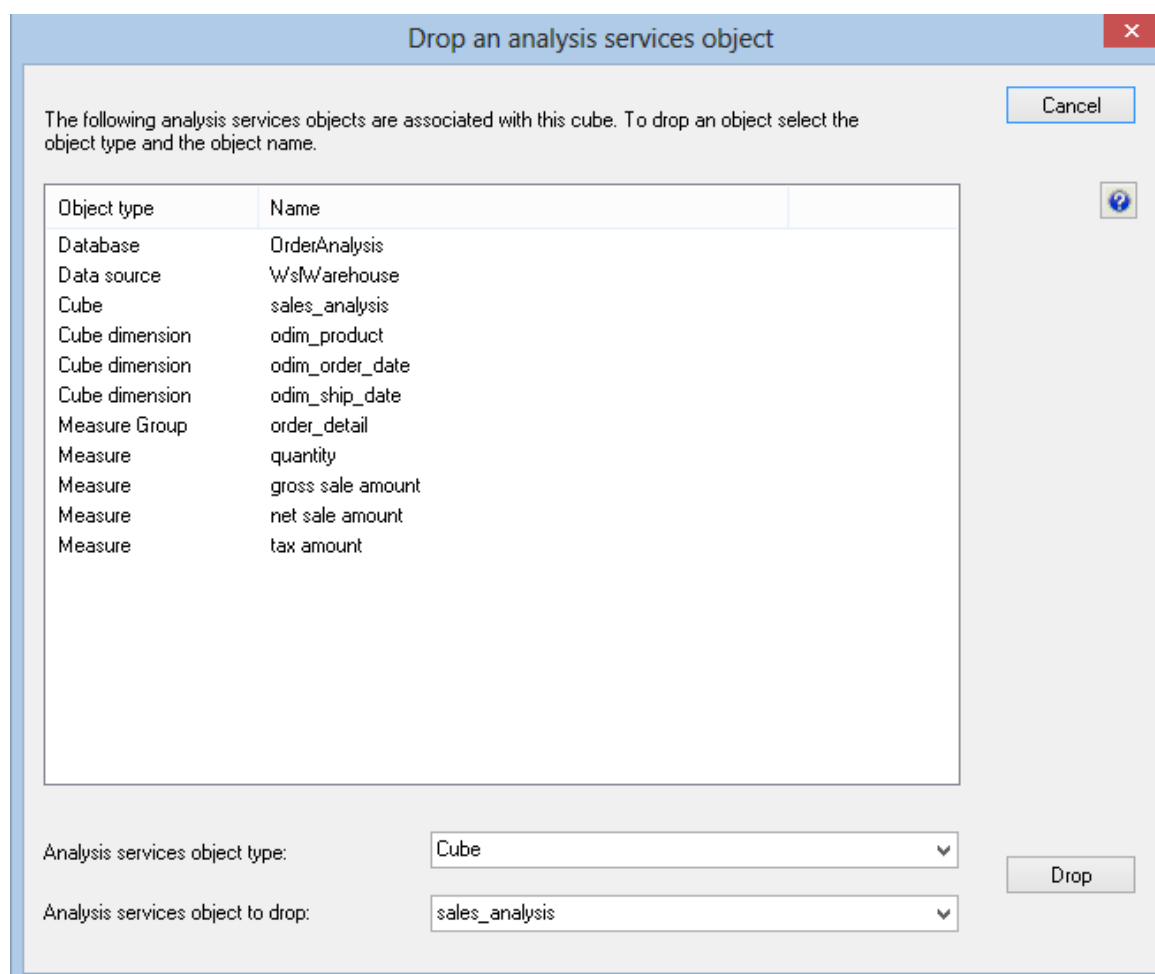 Drop an analysis services object
Cancel
The following analysis services objects are associated with this cube. To drop an object select the
object type and the object name.
Object type Name
Database OrderAnalysis
Data source WslWarehouse
Cube sales_analysis
Cube dimension odim_product
Cube dimension odim_order_date
Cube dimension odim_ship_date
Measure Group order_detail
Measure quantity
Measure gross sale amount
Measure net sale amount
Measure tax amount
Analysis services object type: Cube
Drop
Analysis services object to drop: sales_analysis